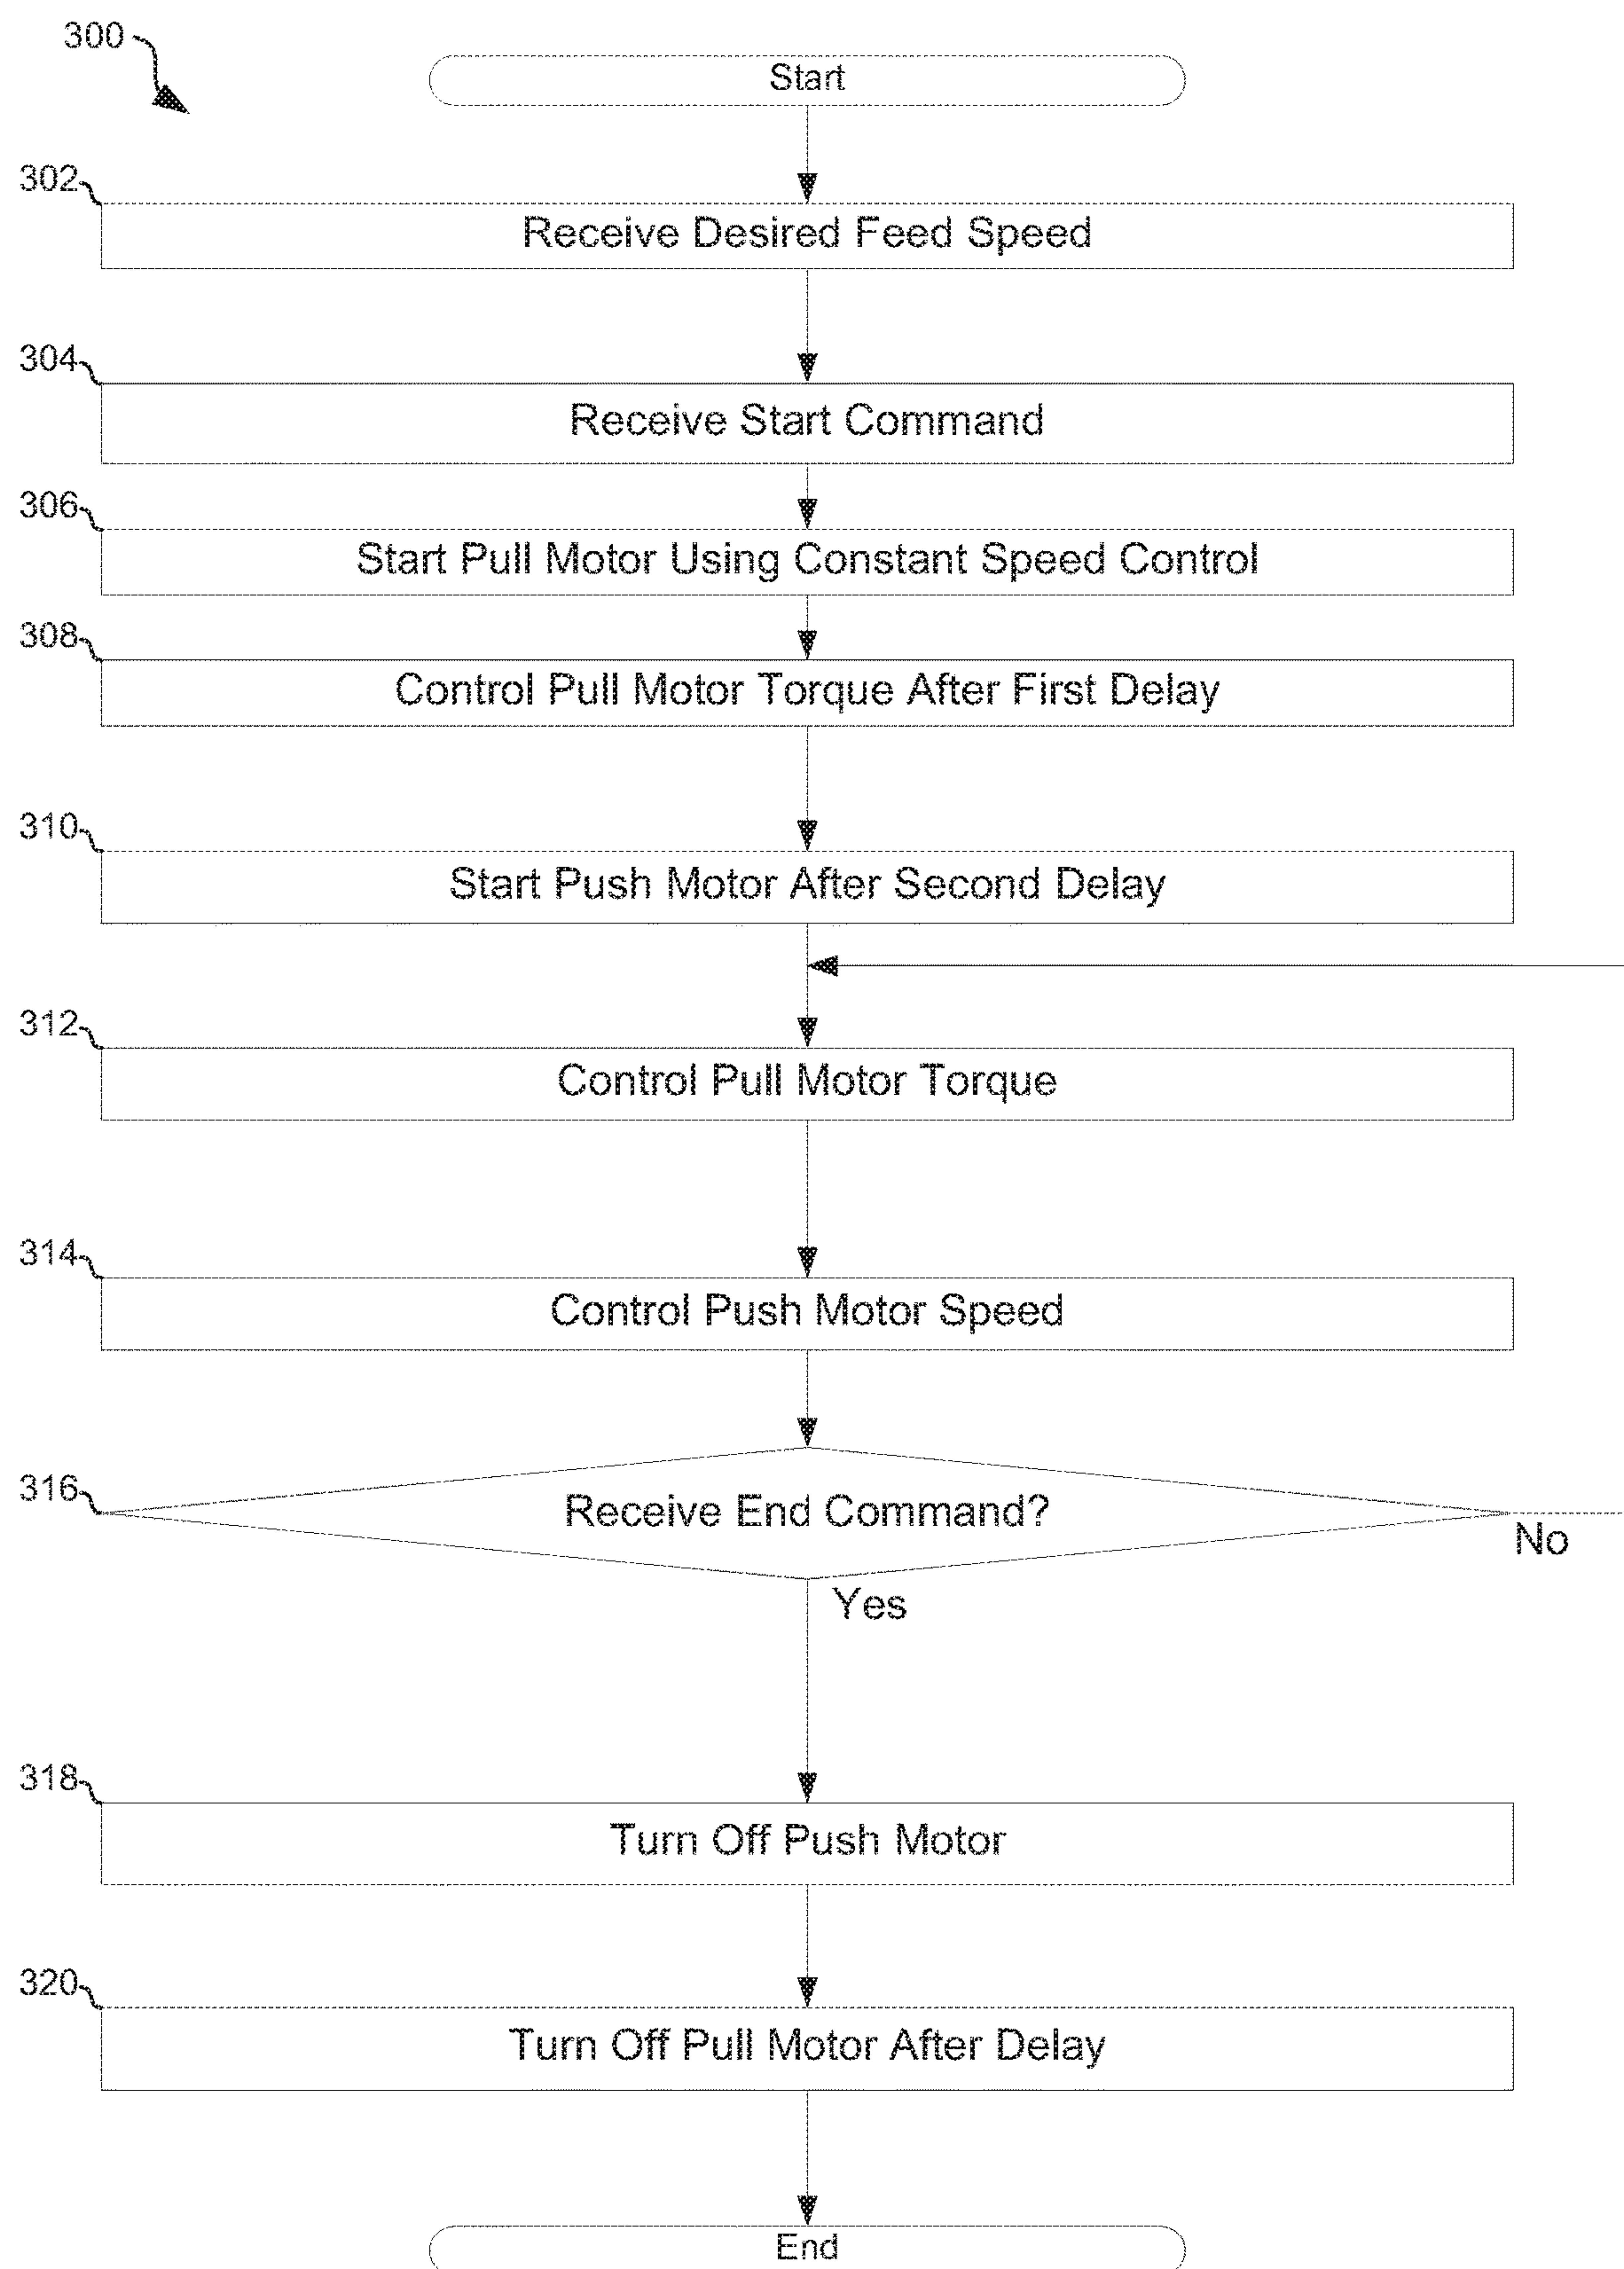 300
Start
302
Receive Desired Feed Speed
304
Receive Start Command
306
Start Pull Motor Using Constant Speed Control
308
Control Pull Motor Torque After First Delay
310
Start Push Motor After Second Delay
312
Control Pull Motor Torque
314
Control Push Motor Speed
316
Receive End Command?
No
Yes
318
Turn Off Push Motor
320
Turn Off Pull Motor After Delay
End